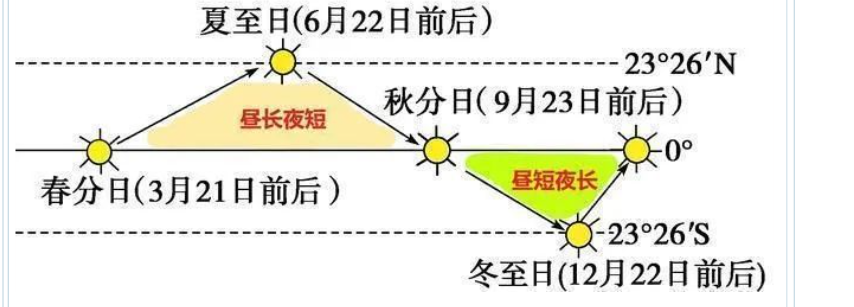 夏至日(6月22日前后)
23°26′N
秋分日(9月23日前后)
昼长夜短
0°
昼短夜长
春分日(3月21日前后)
23°26′S
冬至日(12月22日前后)